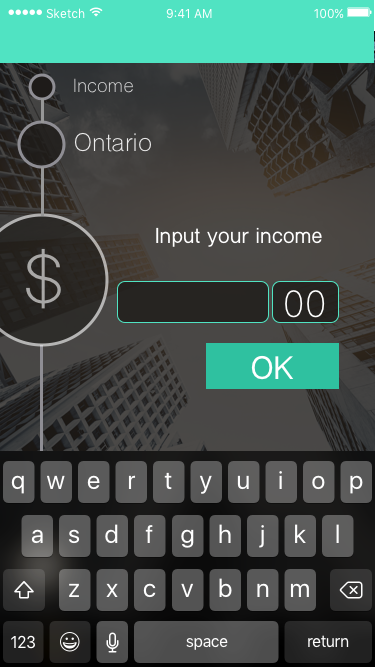 Sketch 9:41 AM 100%
Income
Ontario
Input your income
$
00
OK
q w e r t y u i o p
a s d f g h j k l
z x c v b n m
123 space return